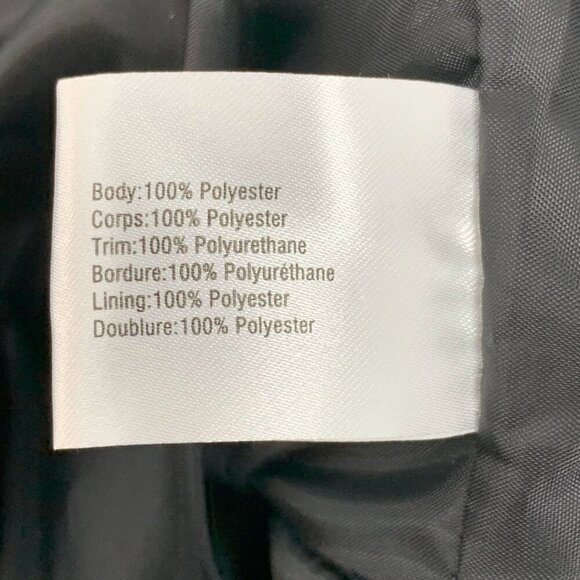 Body:100% Polyester
Corps:100% Polyester
Trim:100% Polyurethane
Bordure:100% Polyuréthane
Lining:100% Polyester
Doublure:100% Polyester